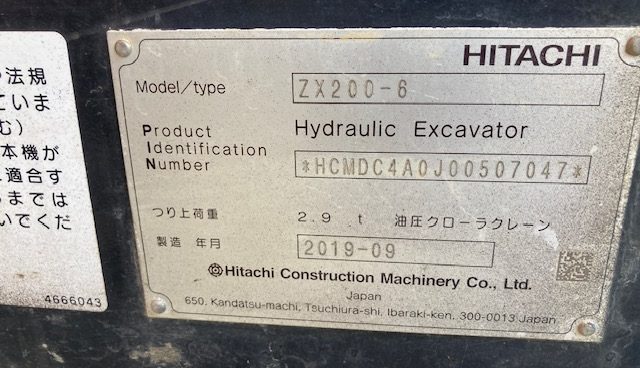 法規
ていま
む）
本機が
適合す
までは
いでくだ
4666043
HITACHI
Model/type ZX200-6
Product Hydraulic Excavator
Identification
Number *HCMDC4A0J00507047*
つり上荷重 2.9 t 油圧クローラクレーン
製造 年月 2019-09
Hitachi Construction Machinery Co., Ltd.
Japan
650, Kandatsu-machi, Tsuchiura-shi, Ibaraki-ken, 300-0013 Japan